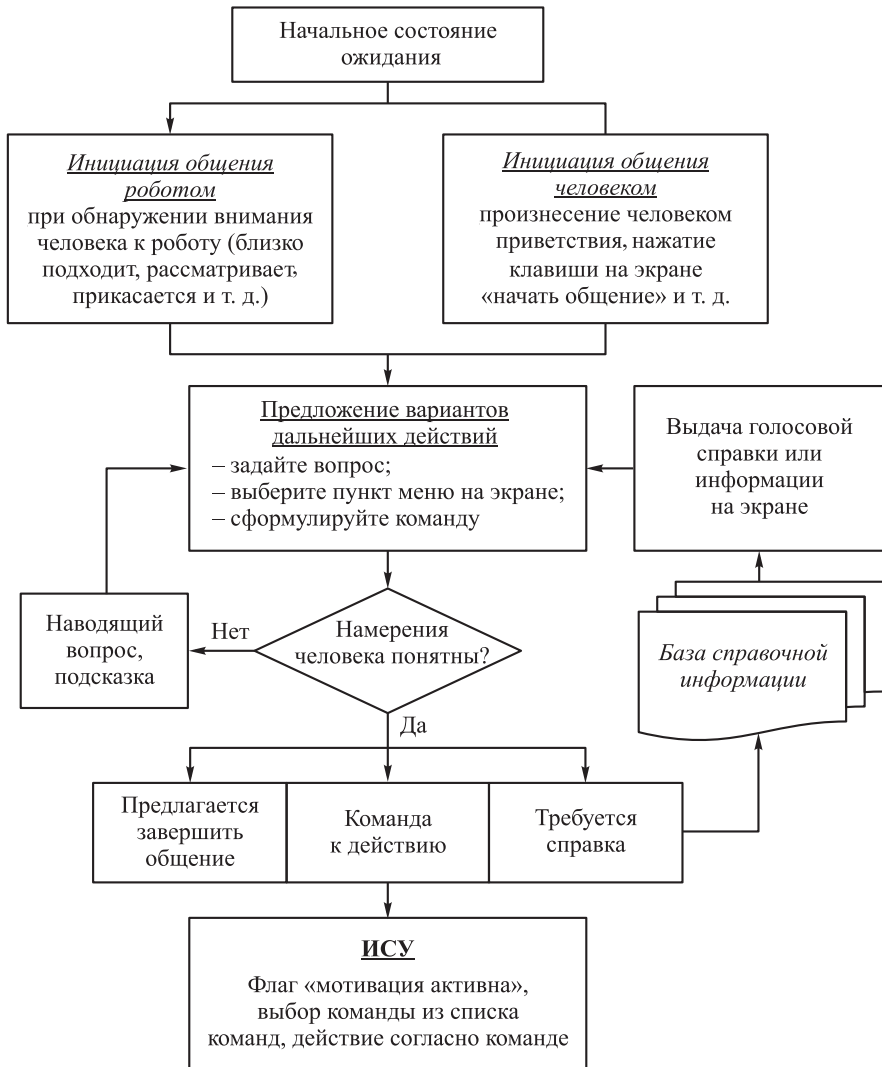 Начальное состояние
ожидания
Инициация общения
роботом
при обнаружении внимания
человека к роботу (близко
подходит, рассматривает,
прикасается и т. д.)
Инициация общения
человеком
произнесение человеком
приветствия, нажатие
клавиши на экране
«начать общение» и т. д.
Предложение вариантов
дальнейших действий
– задайте вопрос;
– выберите пункт меню на экране;
– сформулируйте команду
Выдача голосовой
справки или
информации
на экране
Наводящий
вопрос,
подсказка
Нет
Намерения
человека понятны?
База справочной
информации
Да
Предлагается
завершить
общение
Команда
к действию
Требуется
справка
ИСУ
Флаг «мотивация активна»,
выбор команды из списка
команд, действие согласно команде